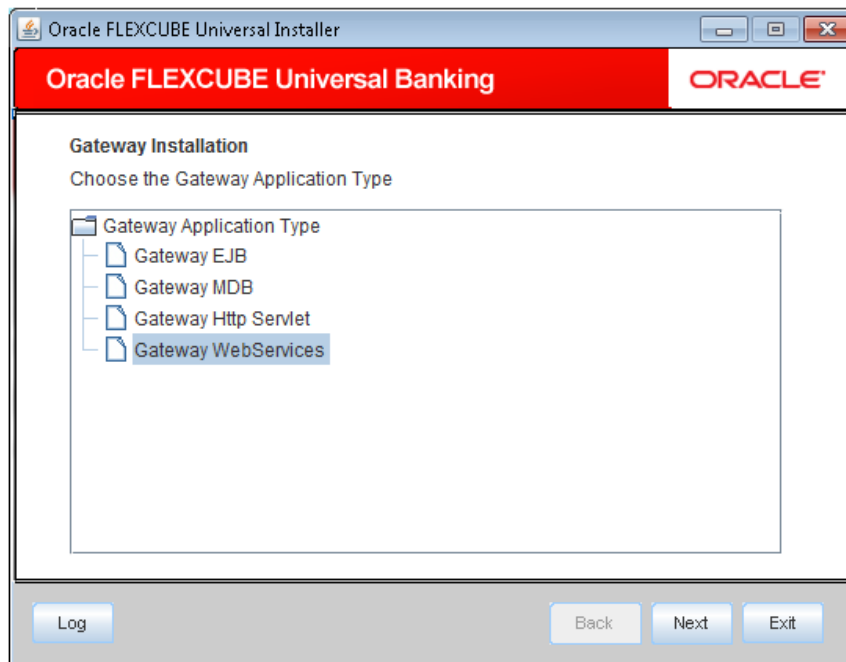 Oracle FLEXCUBE Universal Installer
Oracle FLEXCUBE Universal Banking
ORACLE
Gateway Installation
Choose the Gateway Application Type
Gateway Application Type
Gateway EJB
Gateway MDB
Gateway Http Servlet
Gateway WebServices
Log
Back
Next
Exit